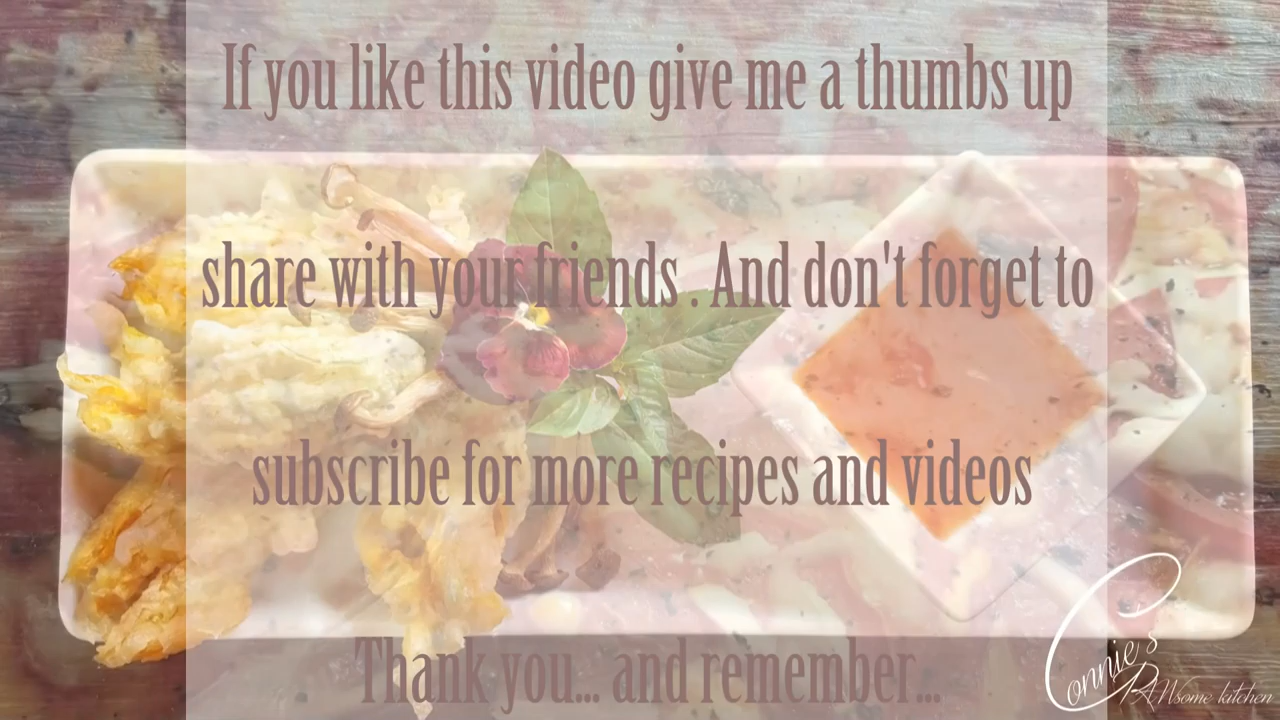 If you like this video give me a thumbs up
share with your friends . And don't forget to
subscribe for more recipes and videos
Thank you... and remember...
Connie's
RAWsome kitchen